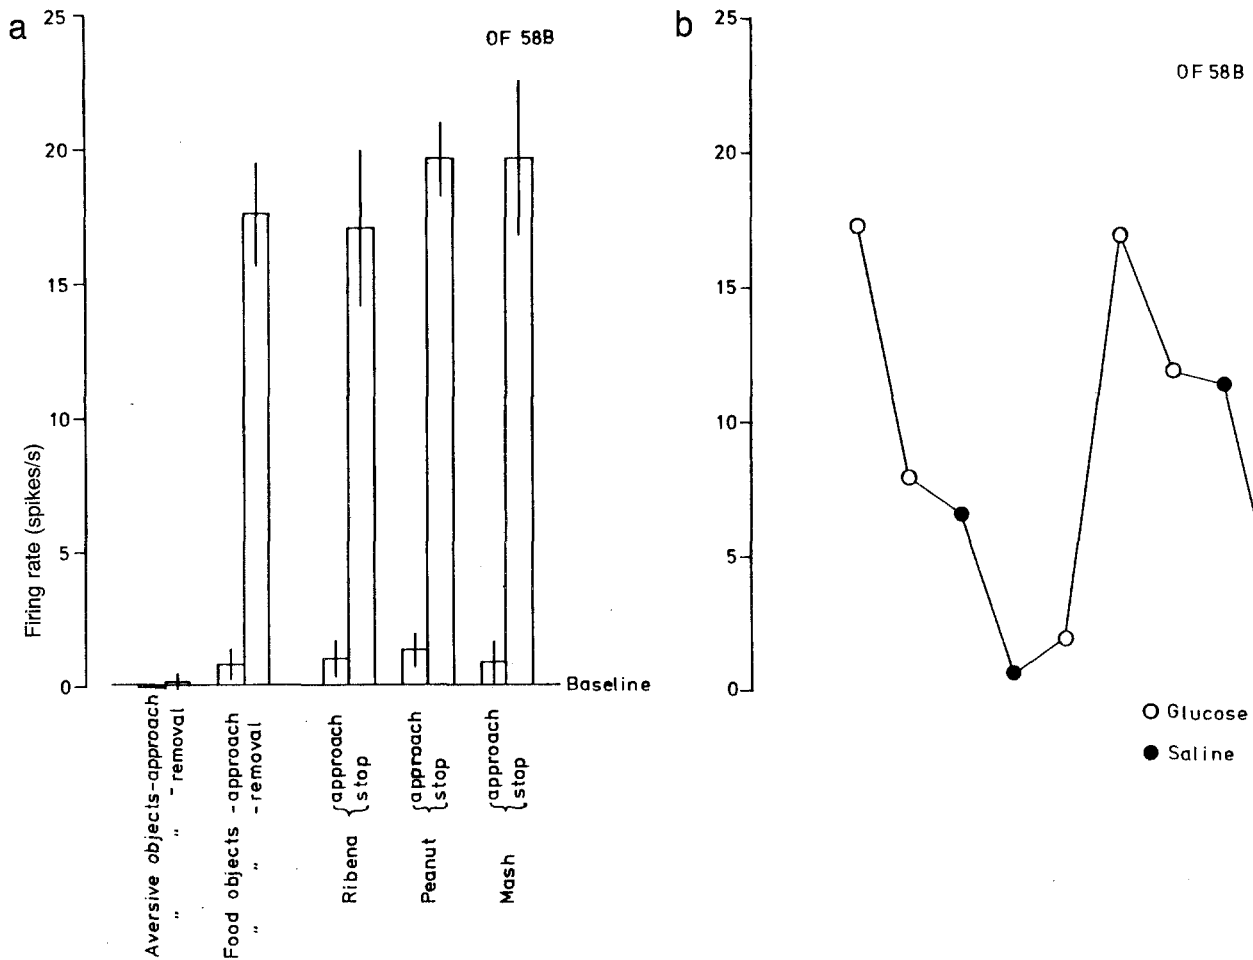 a
OF 58B
25
20
15
10
5
0
Firing rate (spikes/s)
Baseline
Aversive objects-approach
" " " -removal
Food objects -approach
" " -removal
Ribena { approach
stop
Peanut { approach
stop
Mash { approach
stop
b
OF 58B
25
20
15
10
5
0
Glucose
Saline